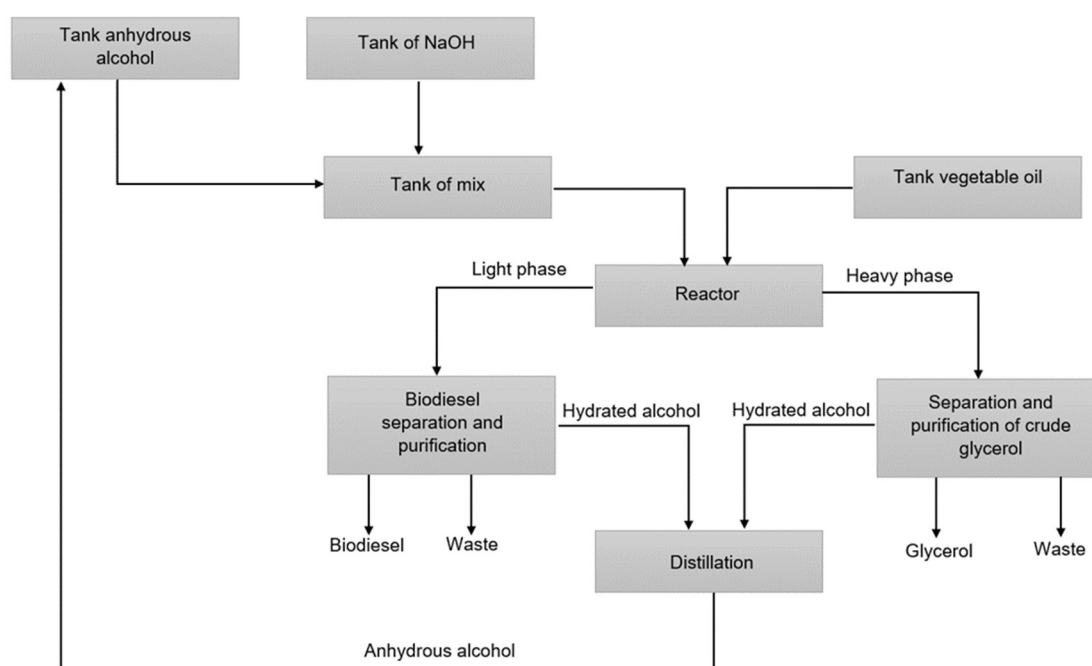 Tank anhydrous
alcohol
Tank of NaOH
Tank of mix
Tank vegetable oil
Light phase
Reactor
Heavy phase
Biodiesel
separation and
purification
Hydrated alcohol
Hydrated alcohol
Separation and
purification of crude
glycerol
Biodiesel
Waste
Distillation
Glycerol
Waste
Anhydrous alcohol